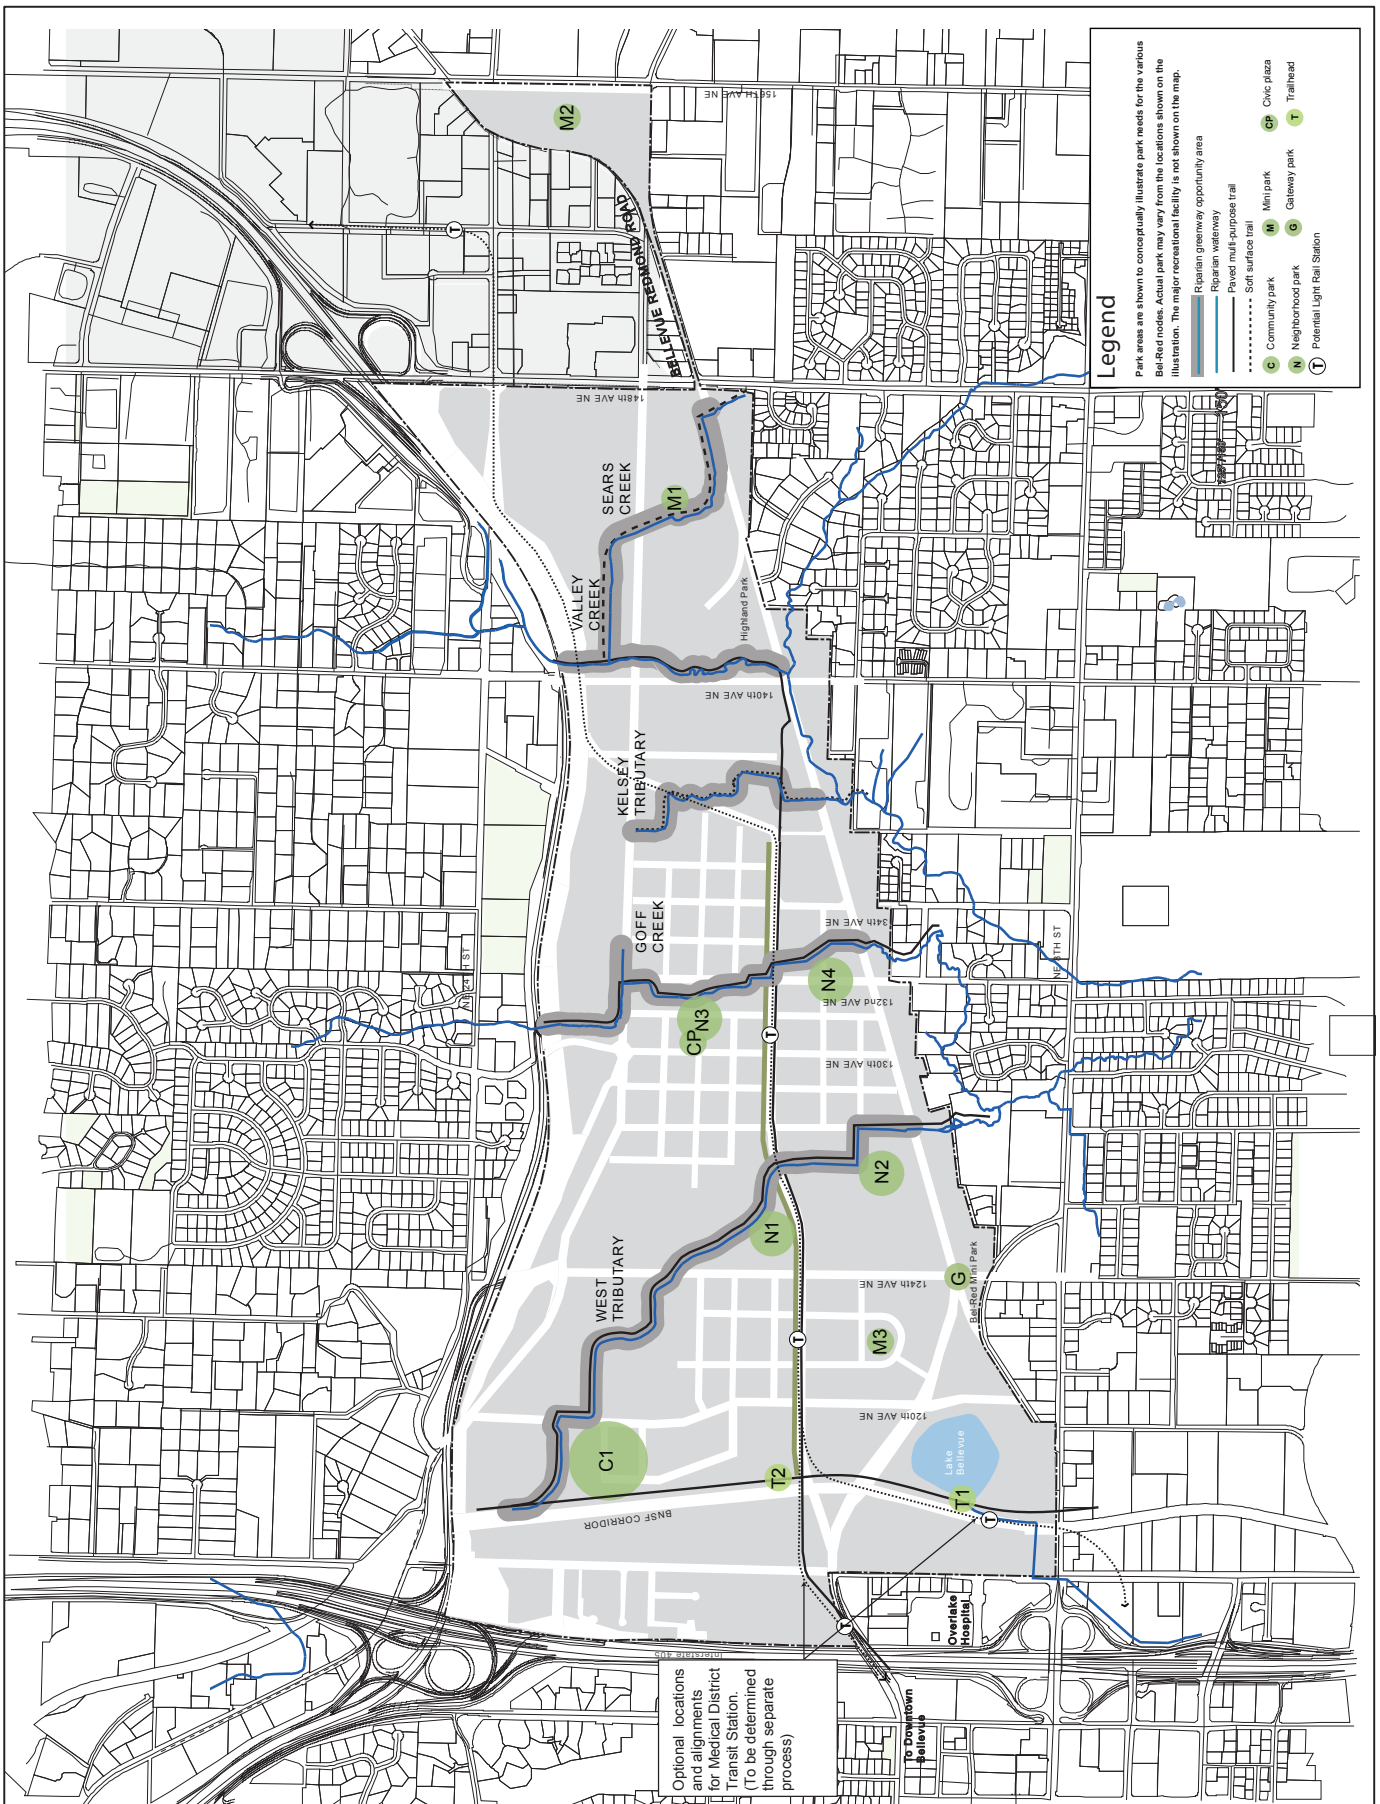 156TH AVE NE
M2
T
BELLEVUE REDMOND ROAD
148th AVE NE
SEARS
CREEK
M1
VALLEY
CREEK
Highland Park
140th AVE NE
KELSEY
TRIBUTARY
GOFF
CREEK
34th AVE NE
N4
132nd AVE NE
N3
CP
T
130th AVE NE
NE 24TH ST
NE 8TH ST
N2
N1
WEST
TRIBUTARY
124th AVE NE
G
Bel-Red Mini Park
T
M3
120th AVE NE
C1
T2
Lake
Bellevue
T1
T
BNSF CORRIDOR
T
Overlake
Hospital
Interstate 405
To Downtown
Bellevue
Optional locations
and alignments
for Medical District
Transit Station.
(To be determined
through separate
process)
Legend
Park areas are shown to conceptually illustrate park needs for the various
Bel-Red nodes. Actual park may vary from the locations shown on the
illustration. The major recreational facility is not shown on the map.
Riparian greenway opportunity area
Riparian waterway
Paved multi-purpose trail
Soft surface trail
C Community park
M Mini park
CP Civic plaza
N Neighborhood park
G Gateway park
T Trailhead
T Potential Light Rail Station